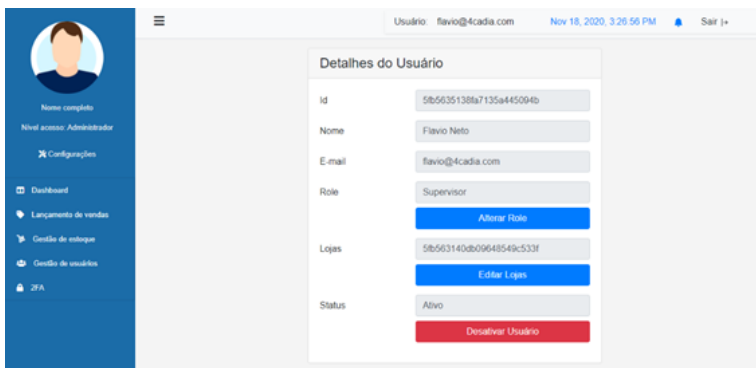 Usuário: flavio@4cadia.com Nov 18, 2020, 3:26:56 PM Sair
Nome completo
Nível acesso: Administrador
Configurações
Dashboard
Lançamento de vendas
Gestão de estoque
Gestão de usuários
2FA
Detalhes do Usuário
Id 5fb5635138fa7135a445094b
Nome Flavio Neto
E-mail flavio@4cadia.com
Role Supervisor
Alterar Role
Lojas 5fb563140db09648549c533f
Editar Lojas
Status Ativo
Desativar Usuário